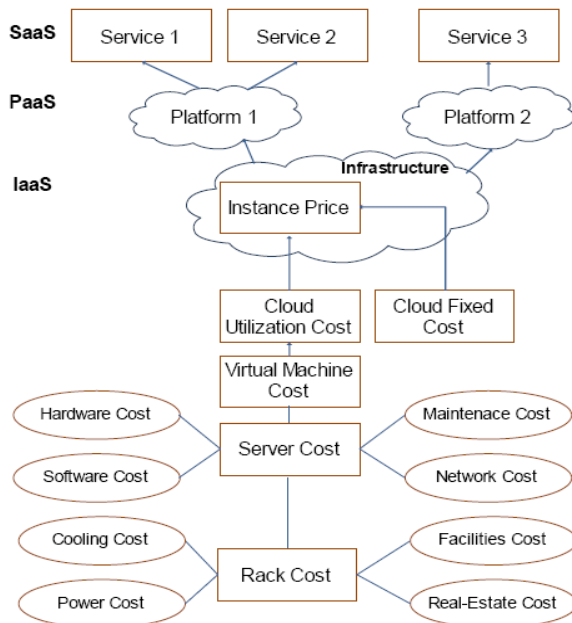 SaaS
Service 1
Service 2
Service 3
PaaS
Platform 1
Platform 2
IaaS
Infrastructure
Instance Price
Cloud
Utilization Cost
Cloud Fixed
Cost
Virtual Machine
Cost
Hardware Cost
Maintenace Cost
Server Cost
Software Cost
Network Cost
Cooling Cost
Facilities Cost
Rack Cost
Power Cost
Real-Estate Cost